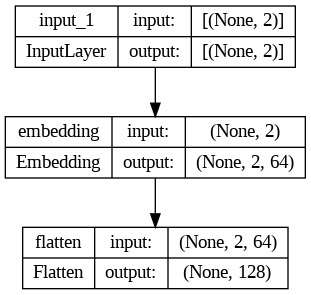 input_1 input: [(None, 2)]
InputLayer output: [(None, 2)]
embedding input: (None, 2)
Embedding output: (None, 2, 64)
flatten input: (None, 2, 64)
Flatten output: (None, 128)